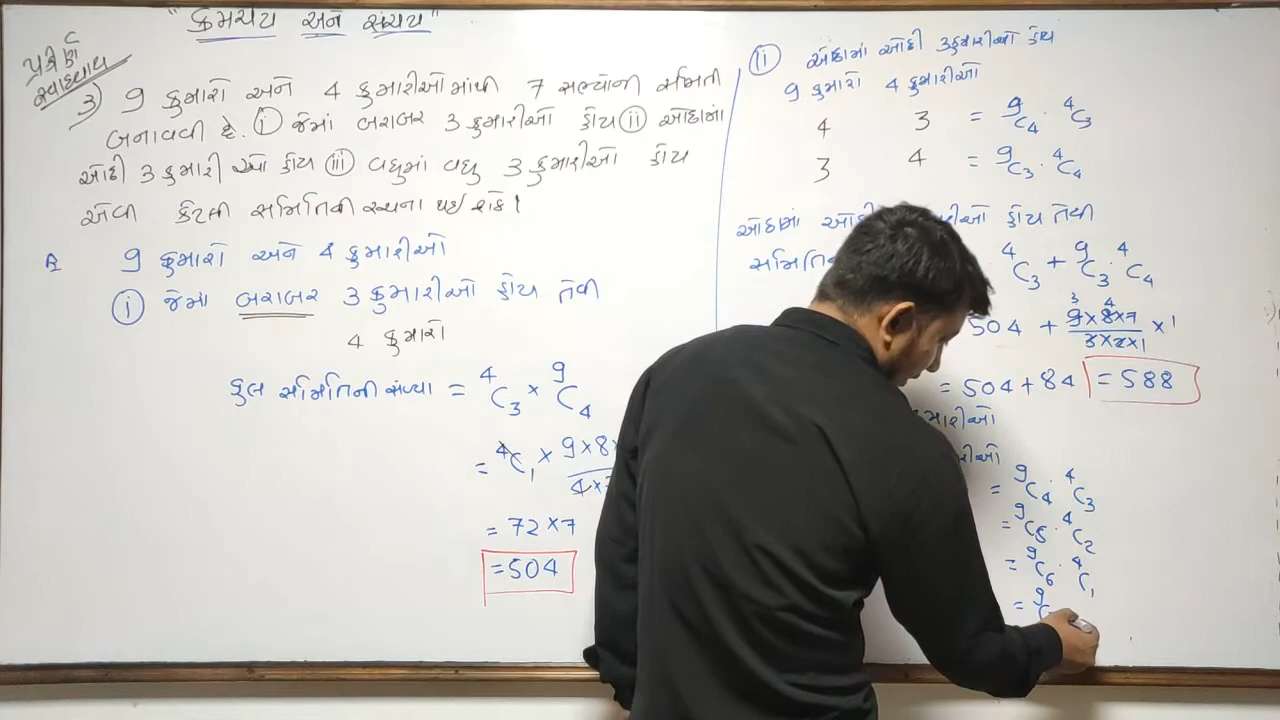 "ક્રમચય અને સંચય"
સ્વાધ્યાય
3) 9 કુમારો અને 4 કુમારીઓમાંથી 7 સભ્યોની સમિતી
બનાવવી છે. (i) જેમાં બરાબર 3 કુમારીઓ હોય (ii) ઓછામાં
ઓછી 3 કુમારીઓ હોય (iii) વધુમાં વધુ 3 કુમારીઓ હોય
એવી કેટલી સમિતિની રચના થઈ શકે।
A 9 કુમારો અને 4 કુમારીઓ
(i) જેમાં બરાબર 3 કુમારીઓ હોય તેવી
4 કુમારો
કુલ સમિતિની સંખ્યા = ⁴C₃ × ⁹C₄
= ⁴C₁ × 9×8
= 72×7
=504
(ii) ઓછામાં ઓછી 3 કુમારીઓ હોય
9 કુમારો 4 કુમારીઓ
4 3 = ⁹C₄ · ⁴C₃
3 4 = ⁹C₃ · ⁴C₄
ઓછામાં હોય તેવી
⁴C₃ + ⁹C₃ · ⁴C₄
504 + 9×8×7/3×2×1 ×1
= 504+84 =588
= ⁹C₄ · ⁴C₃
= ⁹C₅ · ⁴C₂
= ⁹C₆ · ⁴C₁
= ⁹C